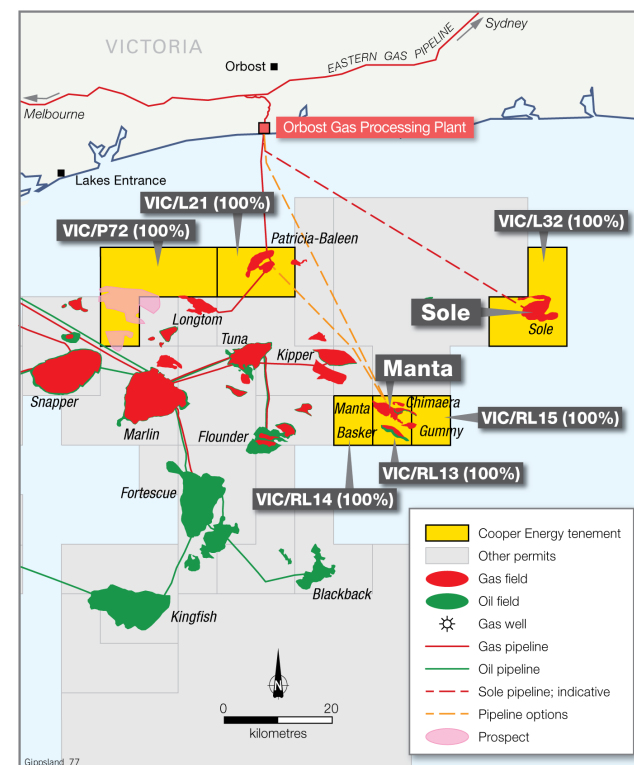 Sydney
VICTORIA
EASTERN GAS PIPELINE
Orbost
Melbourne
Orbost Gas Processing Plant
Lakes Entrance
VIC/L21 (100%)
VIC/P72 (100%)
VIC/L32 (100%)
Patricia-Baleen
Longtom
Sole
Sole
Tuna
Kipper
Manta
Snapper
Manta
Chimaera
Marlin
Flounder
Basker
Gummy
VIC/RL15 (100%)
VIC/RL13 (100%)
VIC/RL14 (100%)
Fortescue
Blackback
Kingfish
N
0
20
kilometres
Cooper Energy tenement
Other permits
Gas field
Oil field
Gas well
Gas pipeline
Oil pipeline
Sole pipeline; indicative
Pipeline options
Prospect
Gippsland 77